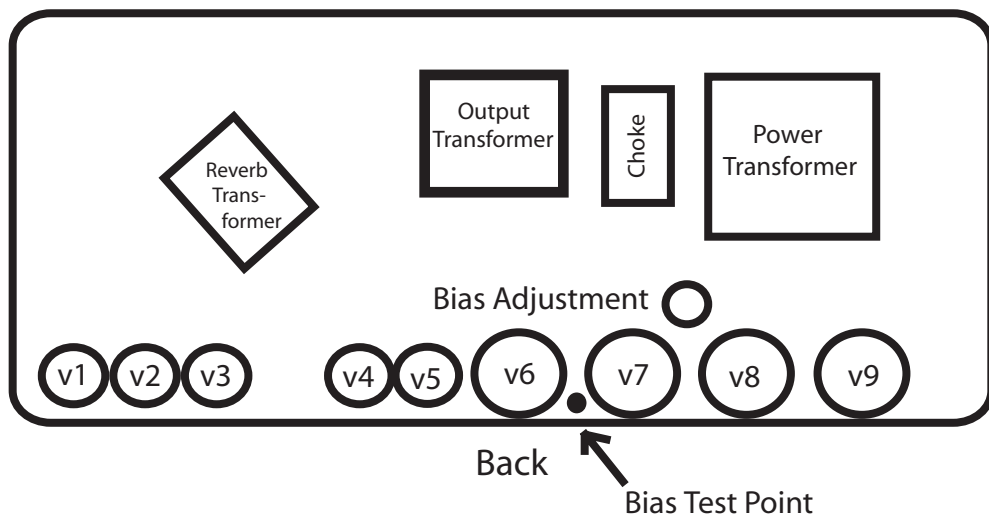 Output
Transformer
Choke
Power
Transformer
Reverb
Trans-
former
Bias Adjustment
v1
v2
v3
v4
v5
v6
v7
v8
v9
Back
Bias Test Point